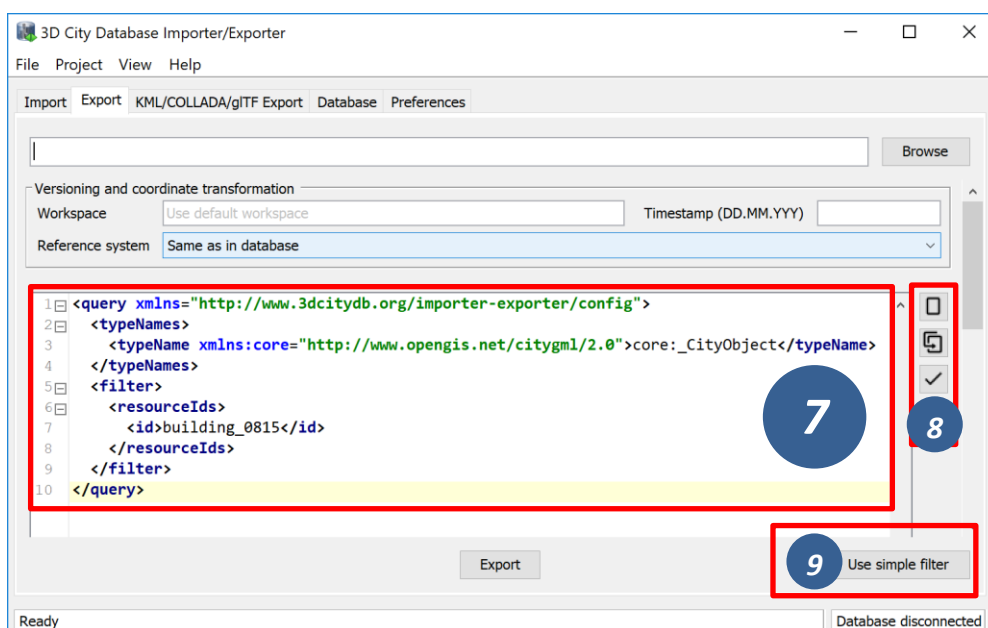 3D City Database Importer/Exporter
File Project View Help
Import Export KML/COLLADA/glTF Export Database Preferences
Browse
Versioning and coordinate transformation
Workspace Use default workspace Timestamp (DD.MM.YYY)
Reference system Same as in database
1 <query xmlns="http://www.3dcitydb.org/importer-exporter/config">
2 <typeNames>
3 <typeName xmlns:core="http://www.opengis.net/citygml/2.0">core:_CityObject</typeName>
4 </typeNames>
5 <filter>
6 <resourceIds>
7 <id>building_0815</id>
8 </resourceIds>
9 </filter>
10 </query>
7
8
Export 9 Use simple filter
Ready Database disconnected